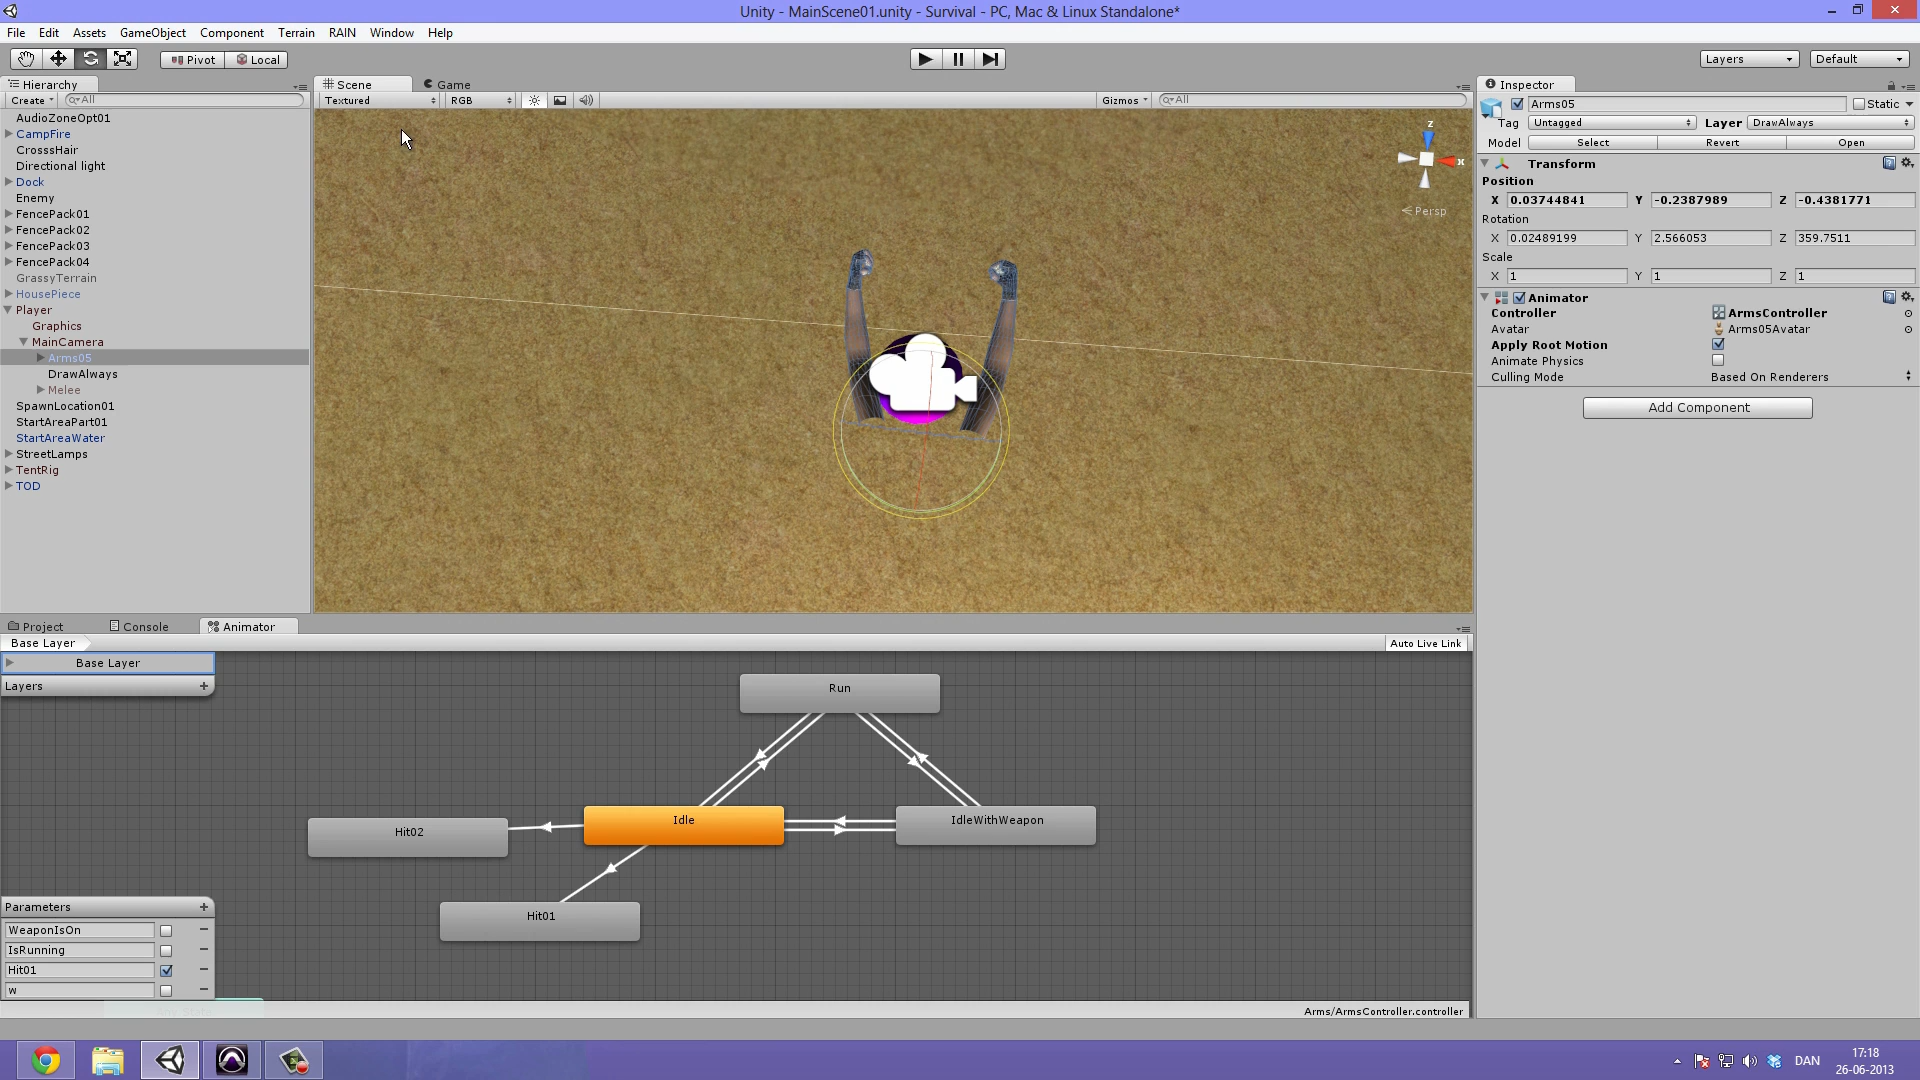 Unity - MainScene01.unity - Survival - PC, Mac & Linux Standalone*
File Edit Assets GameObject Component Terrain RAIN Window Help
Pivot Local Layers Default
Hierarchy
Create All
AudioZoneOpt01
CampFire
CrosssHair
Directional light
Dock
Enemy
FencePack01
FencePack02
FencePack03
FencePack04
GrassyTerrain
HousePiece
Player
Graphics
MainCamera
Arms05
DrawAlways
Melee
SpawnLocation01
StartAreaPart01
StartAreaWater
StreetLamps
TentRig
TOD
Scene Game
Textured RGB Gizmos All
z
x
Persp
Inspector
Arms05 Static
Tag Untagged Layer DrawAlways
Model Select Revert Open
Transform
Position
X 0.03744841 Y -0.2387989 Z -0.4381771
Rotation
X 0.02489199 Y 2.566053 Z 359.7511
Scale
X 1 Y 1 Z 1
Animator
Controller ArmsController
Avatar Arms05Avatar
Apply Root Motion
Animate Physics
Culling Mode Based On Renderers
Add Component
Project Console Animator
Base Layer Auto Live Link
Base Layer
Layers
Run
Idle
IdleWithWeapon
Hit02
Hit01
Parameters
WeaponIsOn
IsRunning
Hit01
w
Any State
Arms/ArmsController.controller
DAN
17:18
26-06-2013